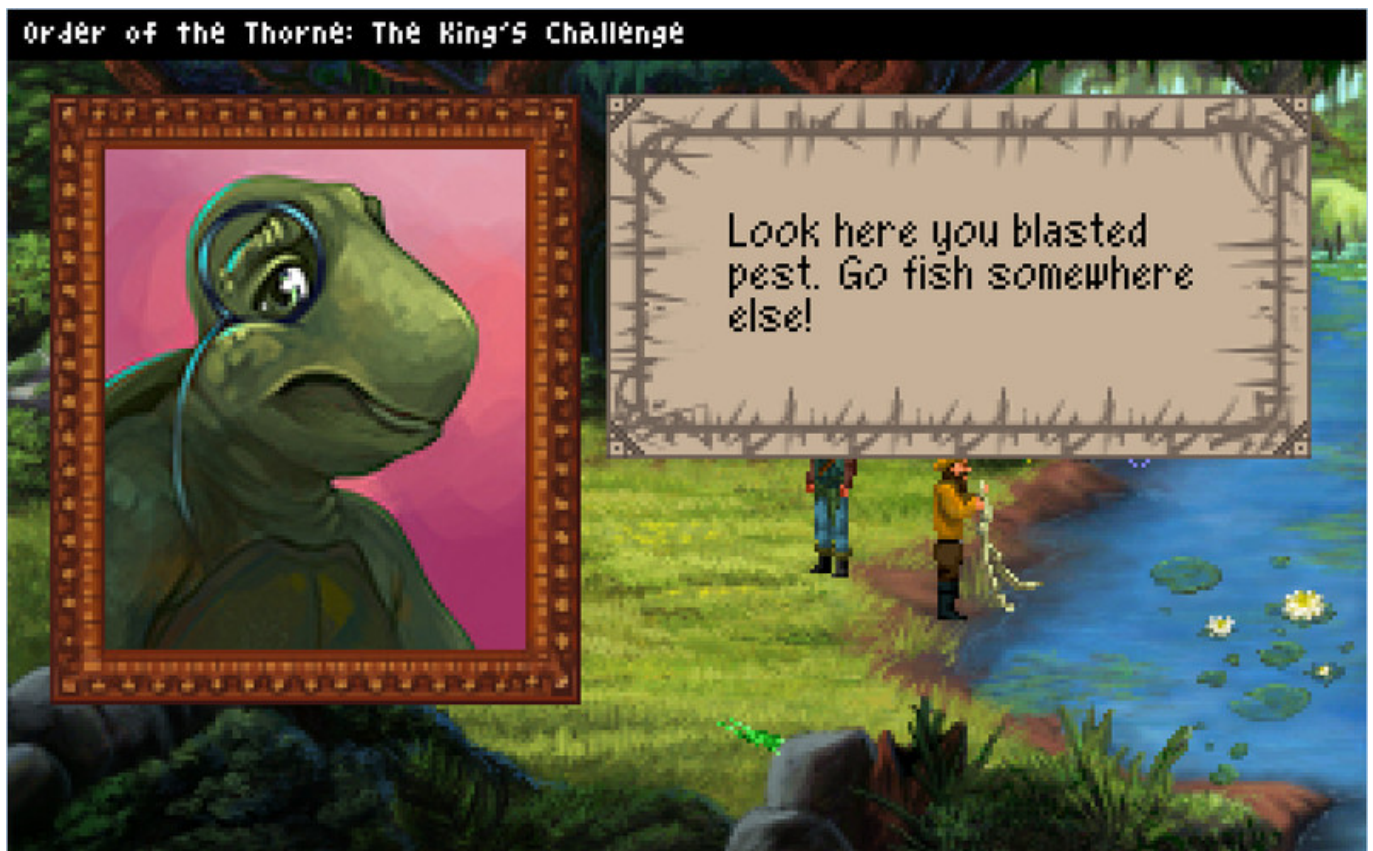 Order of the Thorne: The King's Challenge
Look here you blasted
pest. Go fish somewhere
else!